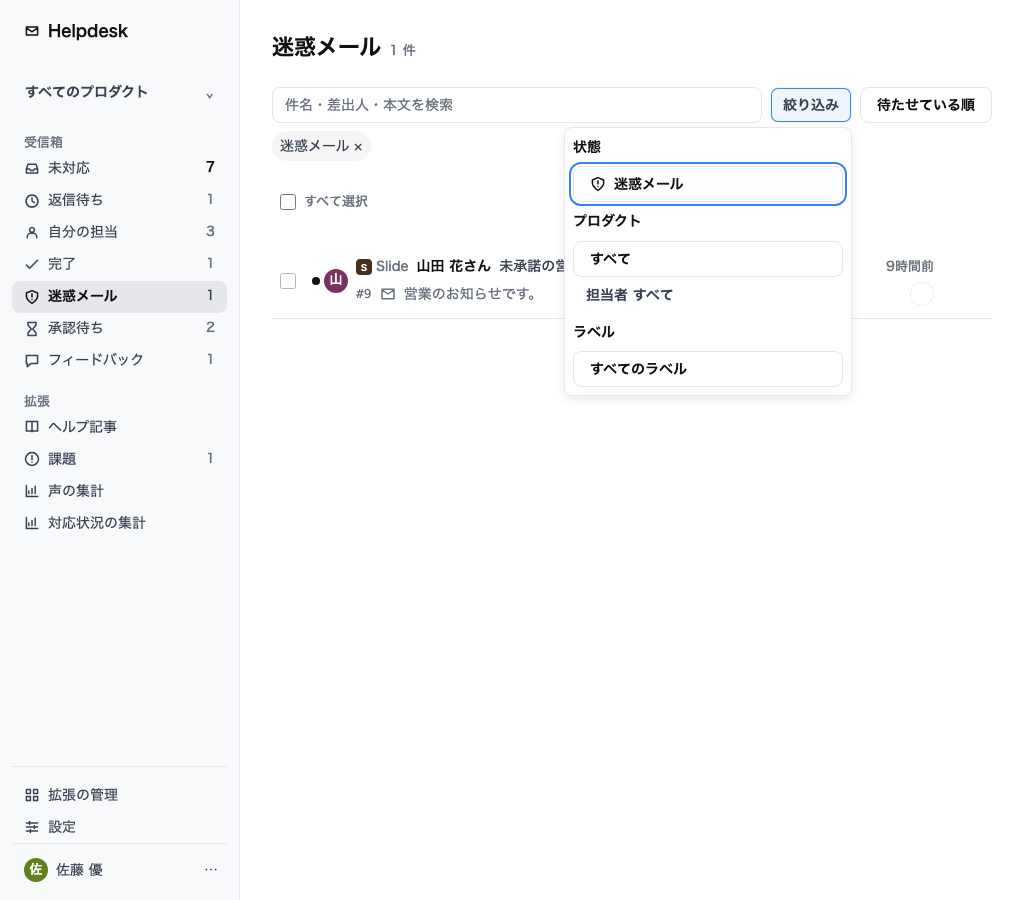 Helpdesk
すべてのプロダクト
受信箱
未対応 7
返信待ち 1
自分の担当 3
完了 1
迷惑メール 1
承認待ち 2
フィードバック 1
拡張
ヘルプ記事
課題 1
声の集計
対応状況の集計
拡張の管理
設定
佐 佐藤 優 ...
迷惑メール 1 件
件名・差出人・本文を検索
絞り込み
待たせている順
迷惑メール ×
すべて選択
山 S Slide 山田 花さん 未承諾の営 9時間前
#9 営業のお知らせです。
状態
迷惑メール
プロダクト
すべて
担当者 すべて
ラベル
すべてのラベル